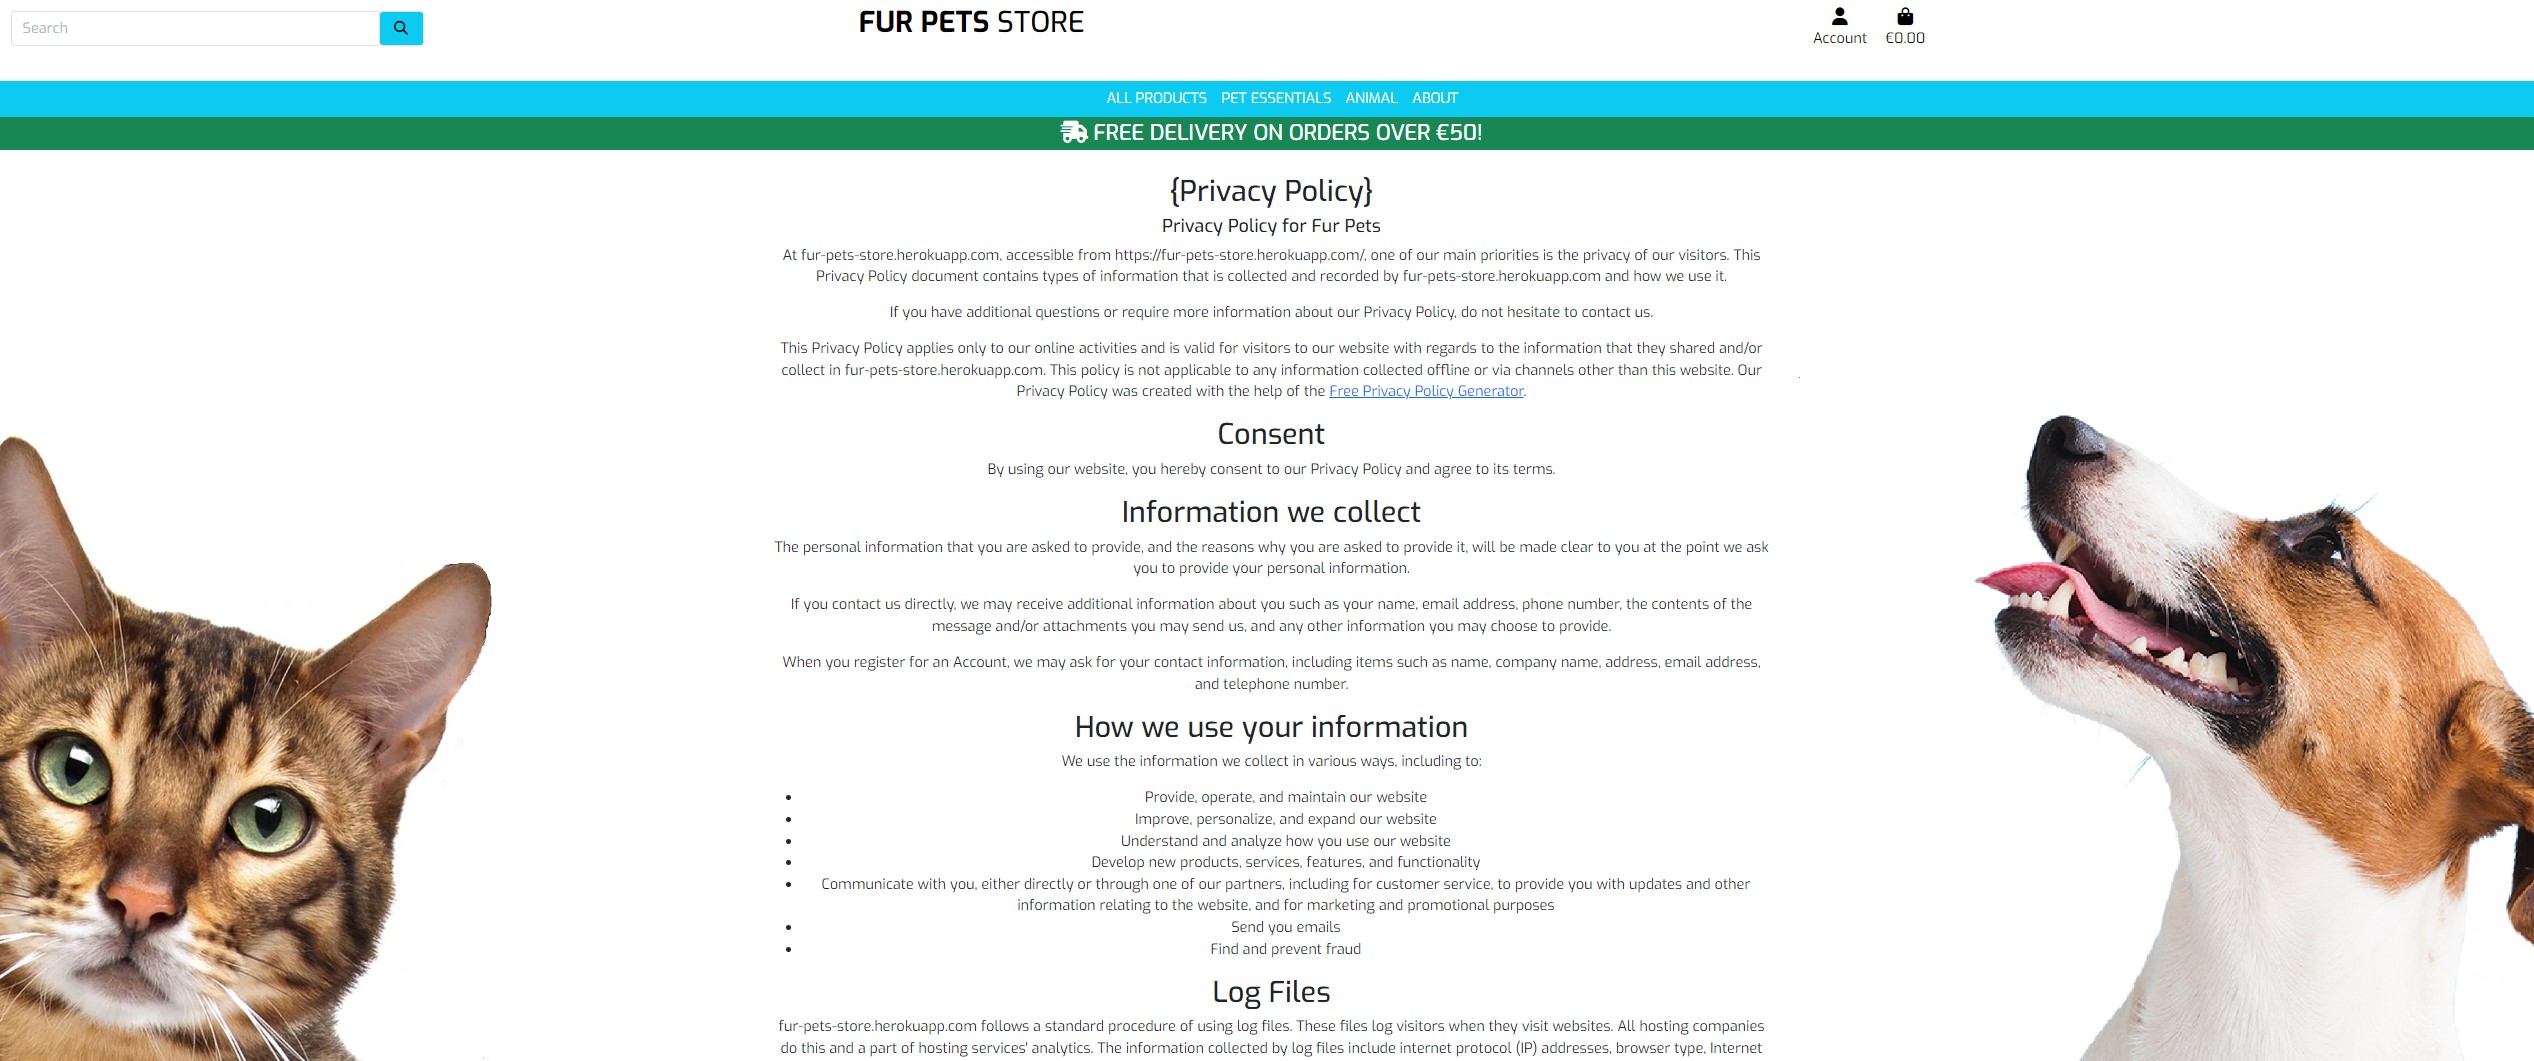 Search
FUR PETS STORE
Account
€0.00
ALL PRODUCTS PET ESSENTIALS ANIMAL ABOUT
FREE DELIVERY ON ORDERS OVER €50!
{Privacy Policy}
Privacy Policy for Fur Pets
At fur-pets-store.herokuapp.com, accessible from https://fur-pets-store.herokuapp.com/, one of our main priorities is the privacy of our visitors. This
Privacy Policy document contains types of information that is collected and recorded by fur-pets-store.herokuapp.com and how we use it.
If you have additional questions or require more information about our Privacy Policy, do not hesitate to contact us.
This Privacy Policy applies only to our online activities and is valid for visitors to our website with regards to the information that they shared and/or
collect in fur-pets-store.herokuapp.com. This policy is not applicable to any information collected offline or via channels other than this website. Our
Privacy Policy was created with the help of the Free Privacy Policy Generator.
Consent
By using our website, you hereby consent to our Privacy Policy and agree to its terms.
Information we collect
The personal information that you are asked to provide, and the reasons why you are asked to provide it, will be made clear to you at the point we ask
you to provide your personal information.
If you contact us directly, we may receive additional information about you such as your name, email address, phone number, the contents of the
message and/or attachments you may send us, and any other information you may choose to provide.
When you register for an Account, we may ask for your contact information, including items such as name, company name, address, email address,
and telephone number.
How we use your information
We use the information we collect in various ways, including to:
• Provide, operate, and maintain our website
• Improve, personalize, and expand our website
• Understand and analyze how you use our website
• Develop new products, services, features, and functionality
• Communicate with you, either directly or through one of our partners, including for customer service, to provide you with updates and other
information relating to the website, and for marketing and promotional purposes
• Send you emails
• Find and prevent fraud
Log Files
fur-pets-store.herokuapp.com follows a standard procedure of using log files. These files log visitors when they visit websites. All hosting companies
do this and a part of hosting services' analytics. The information collected by log files include internet protocol (IP) addresses, browser type, Internet